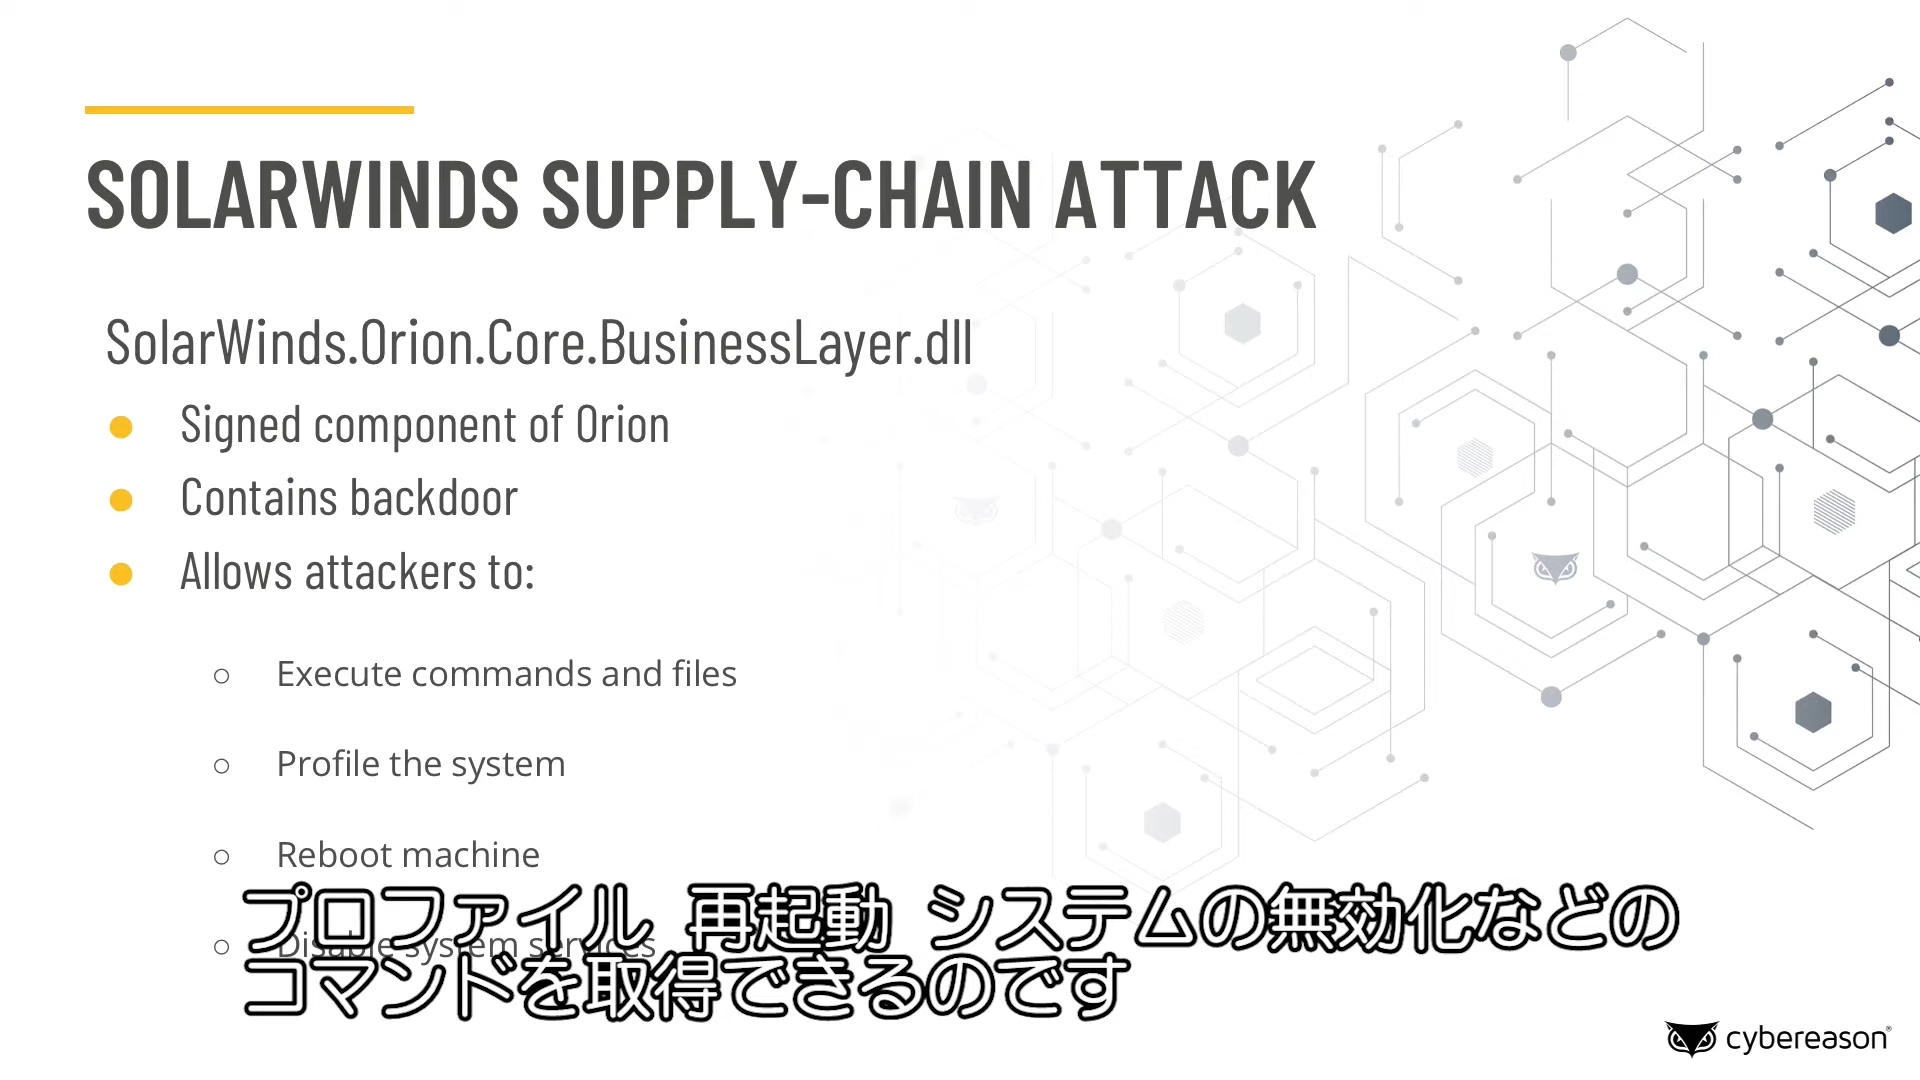 SOLARWINDS SUPPLY-CHAIN ATTACK
SolarWinds.Orion.Core.BusinessLayer.dll
● Signed component of Orion
● Contains backdoor
● Allows attackers to:
○ Execute commands and files
○ Profile the system
○ Reboot machine
○ Disable system services
プロファイル 再起動 システムの無効化などの
コマンドを取得できるのです
cybereason®